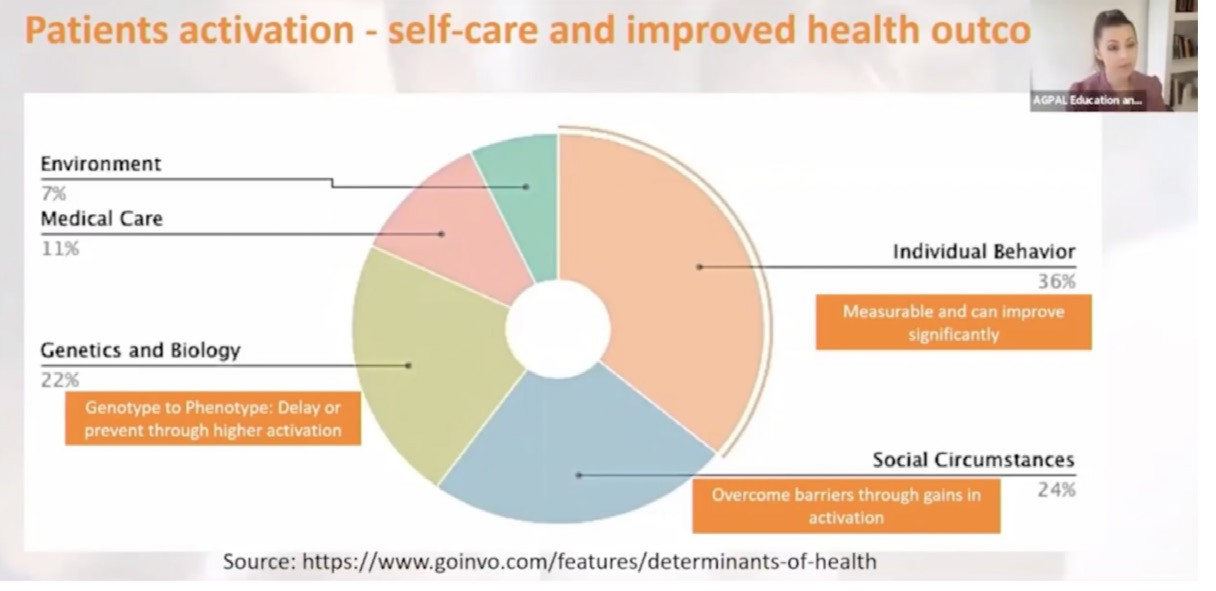 Patients activation - self-care and improved health outco
AGPAL Education an...
Environment
7%
Medical Care
11%
Genetics and Biology
22%
Genotype to Phenotype: Delay or
prevent through higher activation
Individual Behavior
36%
Measurable and can improve
significantly
Social Circumstances
24%
Overcome barriers through gains in
activation
Source: https://www.goinvo.com/features/determinants-of-health